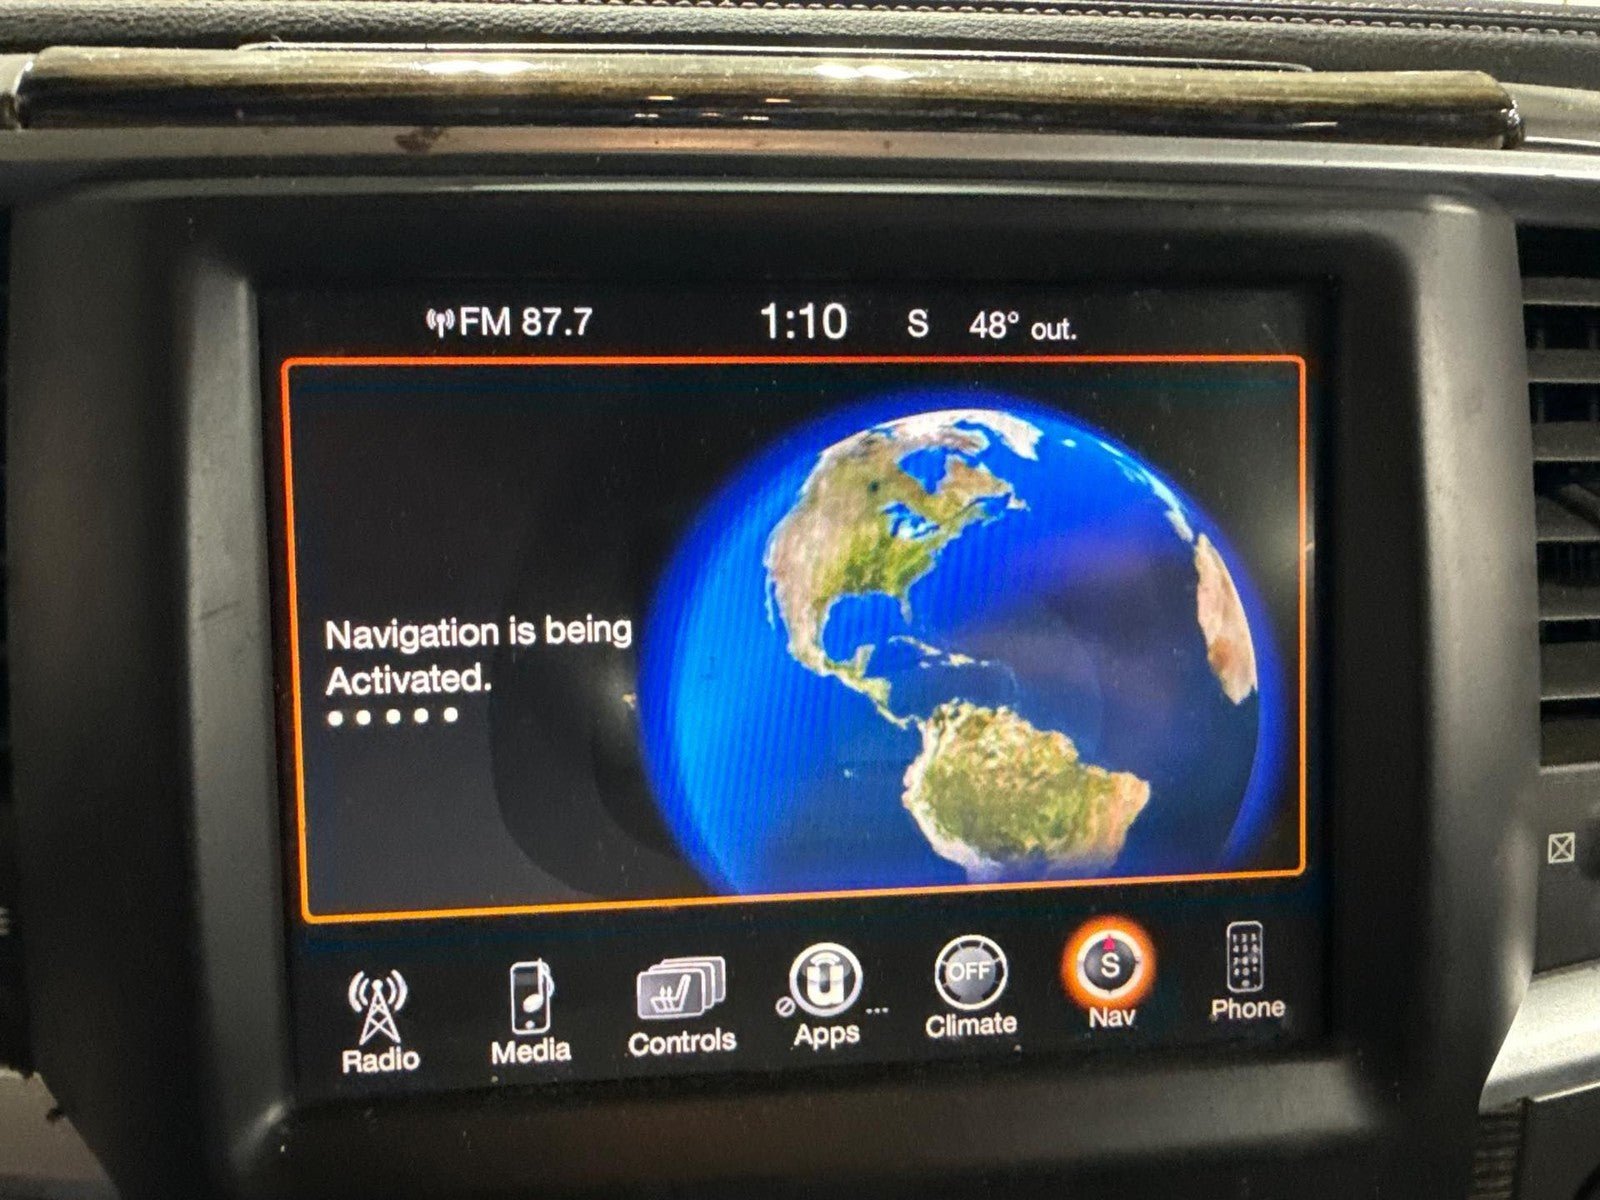 FM 87.7 1:10 S 48° out.
Navigation is being
Activated.
OFF S
Radio Media Controls Apps ... Climate Nav Phone